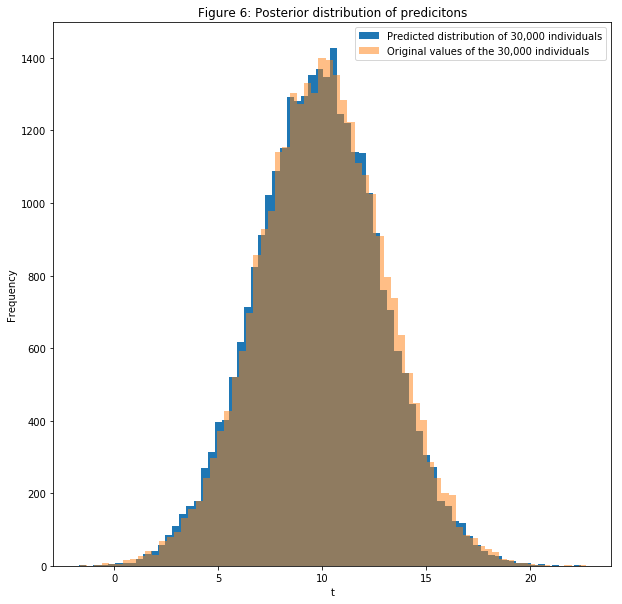 Figure 6: Posterior distribution of predicitons
Predicted distribution of 30,000 individuals
Original values of the 30,000 individuals
1400
1200
1000
800
600
400
200
0
Frequency
0 5 10 15 20
t